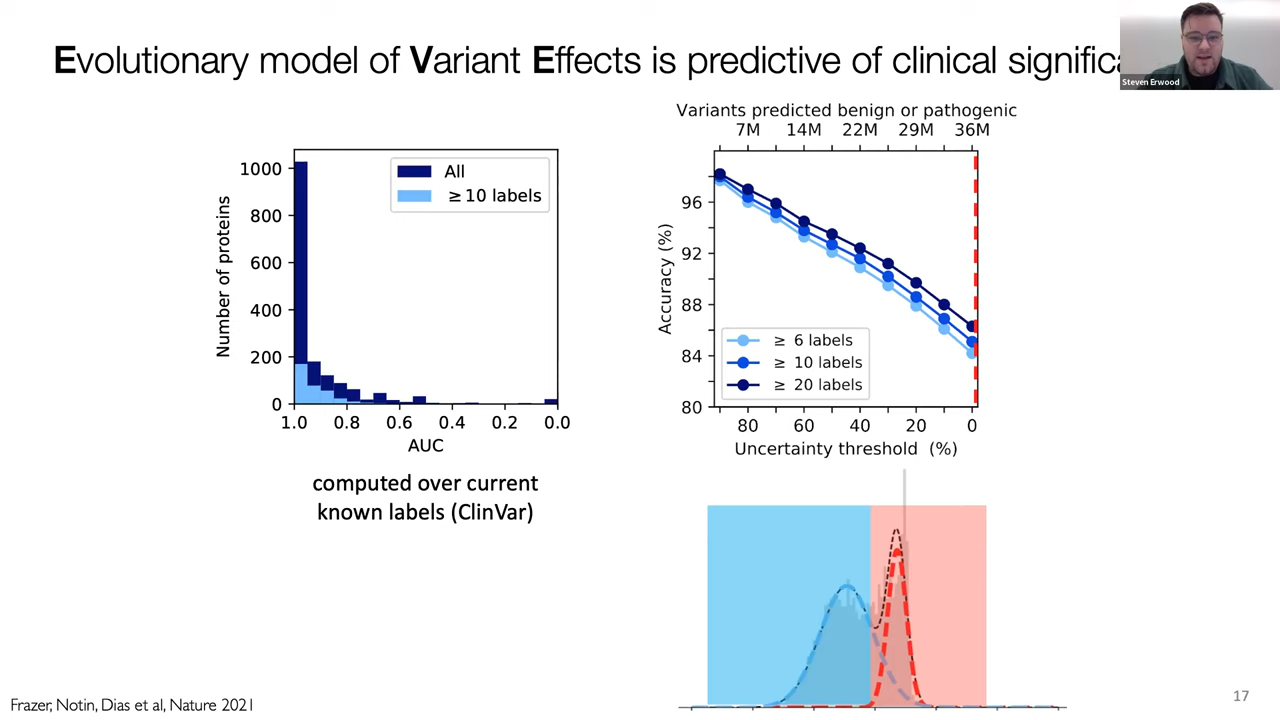 Evolutionary model of Variant Effects is predictive of clinical signific
Steven Erwood
Number of proteins
1000
800
600
400
200
0
All
≥10 labels
1.0 0.8 0.6 0.4 0.2 0.0
AUC
computed over current
known labels (ClinVar)
Variants predicted benign or pathogenic
7M 14M 22M 29M 36M
Accuracy (%)
96
92
88
84
80
≥ 6 labels
≥ 10 labels
≥ 20 labels
80 60 40 20 0
Uncertainty threshold (%)
Frazer, Notin, Dias et al, Nature 2021
17